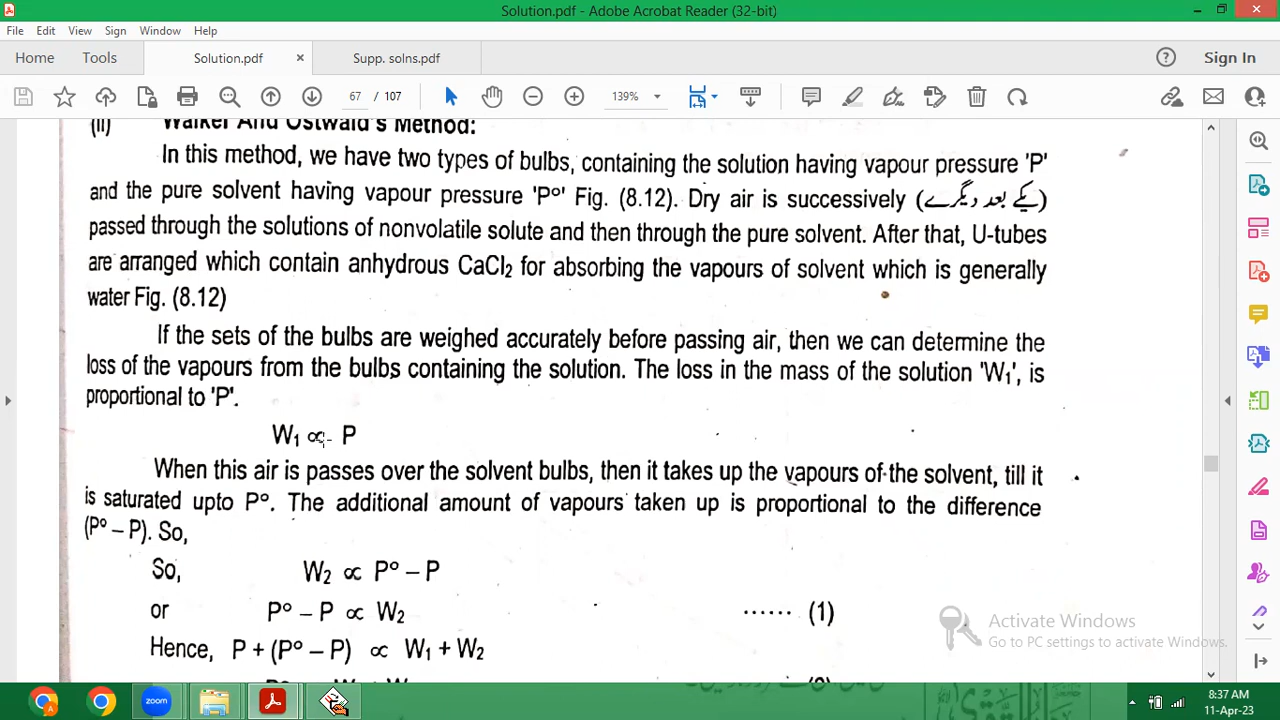 Solution.pdf - Adobe Acrobat Reader (32-bit)
File Edit View Sign Window Help
Home Tools Solution.pdf × Supp. solns.pdf Sign In
67 / 107 139%
(ii) Walker And Ostwald's Method:
In this method, we have two types of bulbs, containing the solution having vapour pressure 'P'
and the pure solvent having vapour pressure 'P°' Fig. (8.12). Dry air is successively (یکے بعد دیگرے)
passed through the solutions of nonvolatile solute and then through the pure solvent. After that, U-tubes
are arranged which contain anhydrous CaCl₂ for absorbing the vapours of solvent which is generally
water Fig. (8.12)
If the sets of the bulbs are weighed accurately before passing air, then we can determine the
loss of the vapours from the bulbs containing the solution. The loss in the mass of the solution 'W₁', is
proportional to 'P'.
W₁ ∝ P
When this air is passes over the solvent bulbs, then it takes up the vapours of the solvent, till it
is saturated upto P°. The additional amount of vapours taken up is proportional to the difference
(P° – P). So,
So, W₂ ∝ P° – P
or P° – P ∝ W₂ ...... (1)
Hence, P + (P° – P) ∝ W₁ + W₂
Activate Windows
Go to PC settings to activate Windows.
zoom
8:37 AM
11-Apr-23